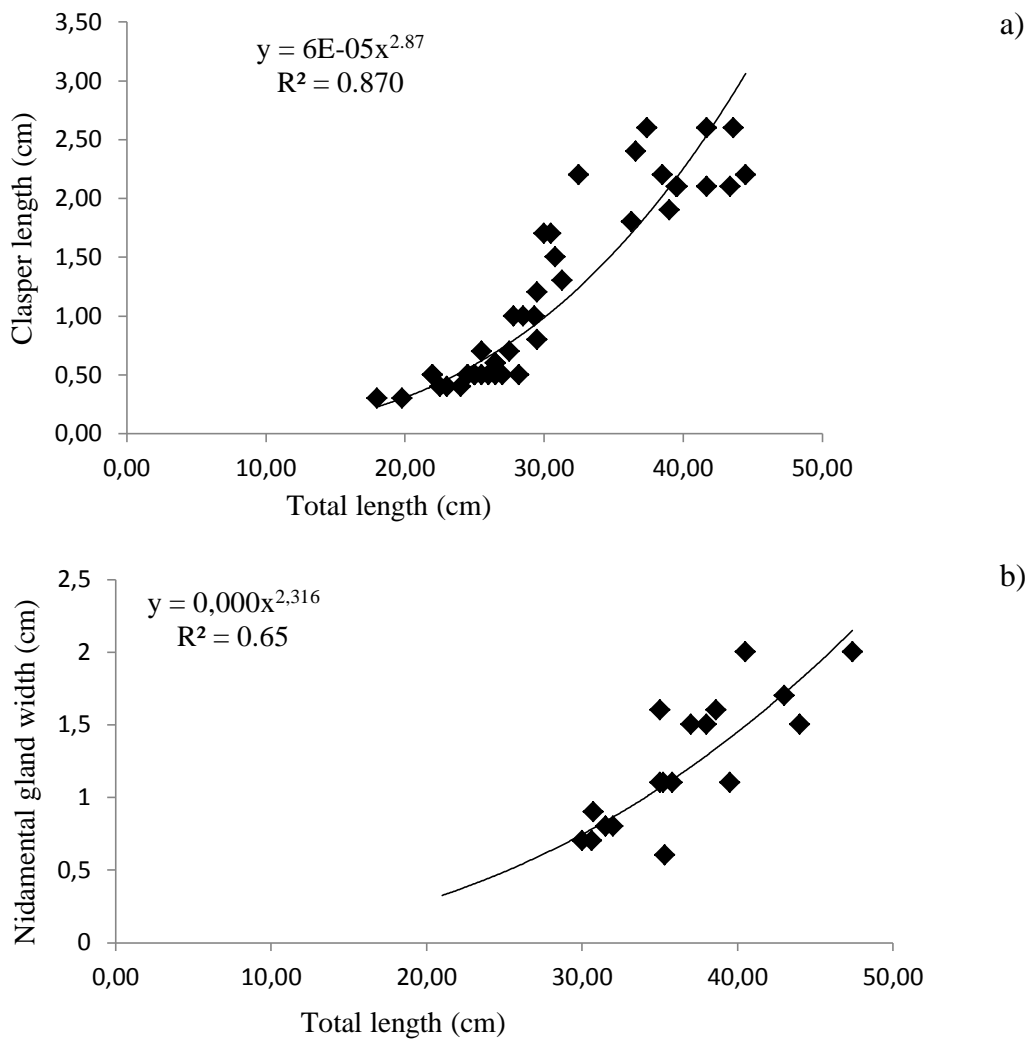 a)
y = 6E-05x^2.87
R² = 0.870
Clasper length (cm)
3,50
3,00
2,50
2,00
1,50
1,00
0,50
0,00
0,00 10,00 20,00 30,00 40,00 50,00
Total length (cm)
b)
y = 0,000x^2,316
R² = 0.65
Nidamental gland width (cm)
2,5
2
1,5
1
0,5
0
0,00 10,00 20,00 30,00 40,00 50,00
Total length (cm)